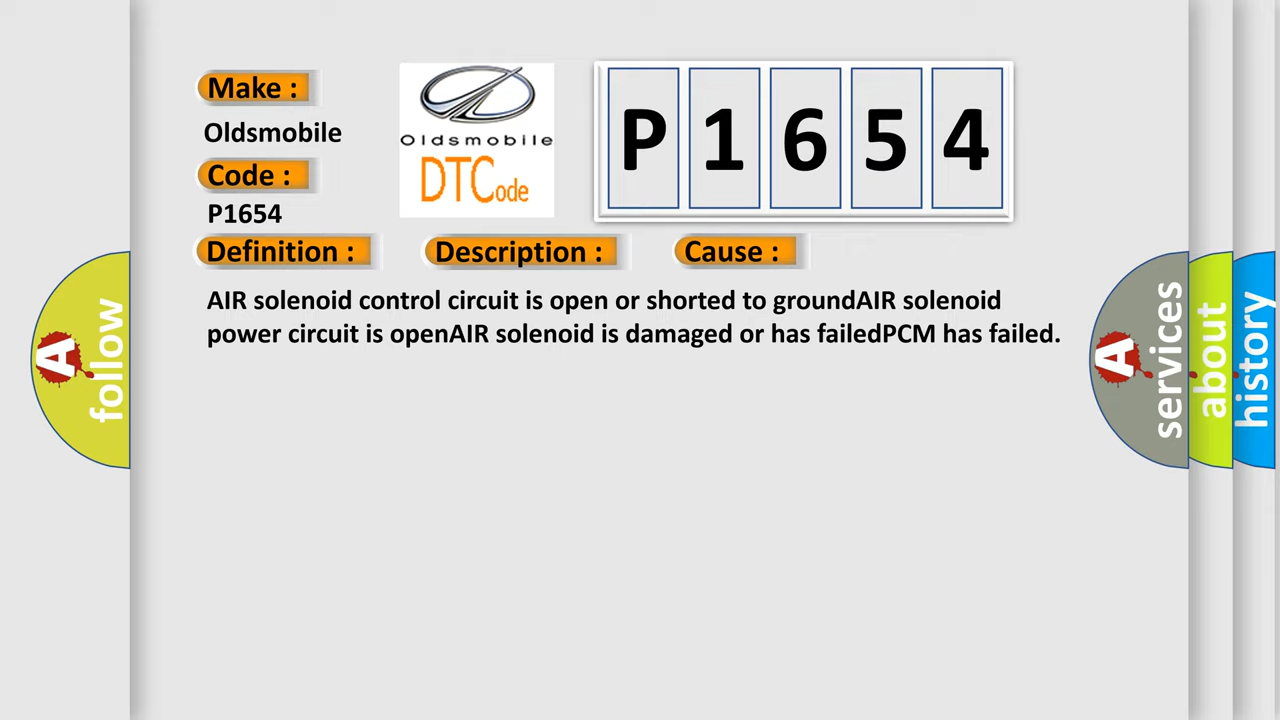 Make :
Oldsmobile
Code :
P1654
Oldsmobile
DTCode
P 1 6 5 4
Definition :
Description :
Cause :
AIR solenoid control circuit is open or shorted to groundAIR solenoid
power circuit is openAIR solenoid is damaged or has failedPCM has failed.
A
follow
A
services
about
history